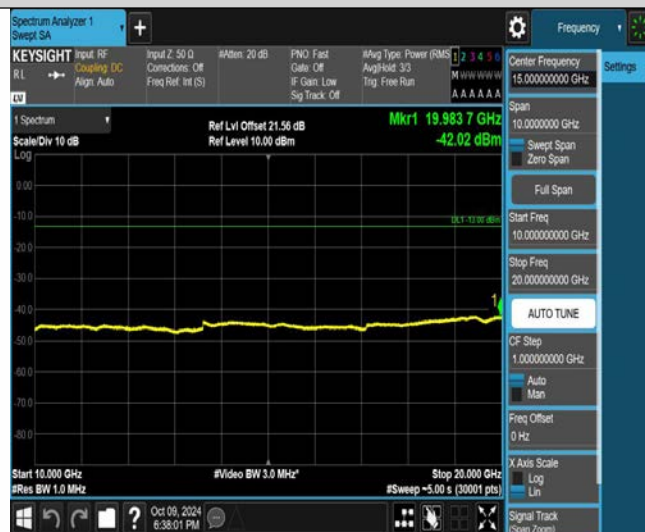 Spectrum Analyzer 1
Swept SA
+
Frequency
KEYSIGHT
RL
Input: RF
Coupling: DC
Align: Auto
Input Z: 50 Ω
Corrections: Off
Freq Ref: Int (S)
#Atten: 20 dB
PNO: Fast
Gate: Off
IF Gain: Low
Sig Track: Off
#Avg Type: Power (RMS
Avg|Hold: 3/3
Trig: Free Run
1 2 3 4 5 6
M W W W W W
A A A A A A
LXI
1 Spectrum
Scale/Div 10 dB
Log
Ref Lvl Offset 21.56 dB
Ref Level 10.00 dBm
Mkr1 19.983 7 GHz
-42.02 dBm
0.00
-10.0
-20.0
-30.0
-40.0
-50.0
-60.0
-70.0
-80.0
DL1 -13.00 dBm
1
Start 10.000 GHz
#Res BW 1.0 MHz
#Video BW 3.0 MHz*
Stop 20.000 GHz
#Sweep ~5.00 s (30001 pts)
Center Frequency
15.000000000 GHz
Settings
Span
10.0000000 GHz
Swept Span
Zero Span
Full Span
Start Freq
10.000000000 GHz
Stop Freq
20.000000000 GHz
AUTO TUNE
CF Step
1.000000000 GHz
Auto
Man
Freq Offset
0 Hz
X Axis Scale
Log
Lin
Signal Track
(Span Zoom)
?
Oct 09, 2024
6:38:01 PM